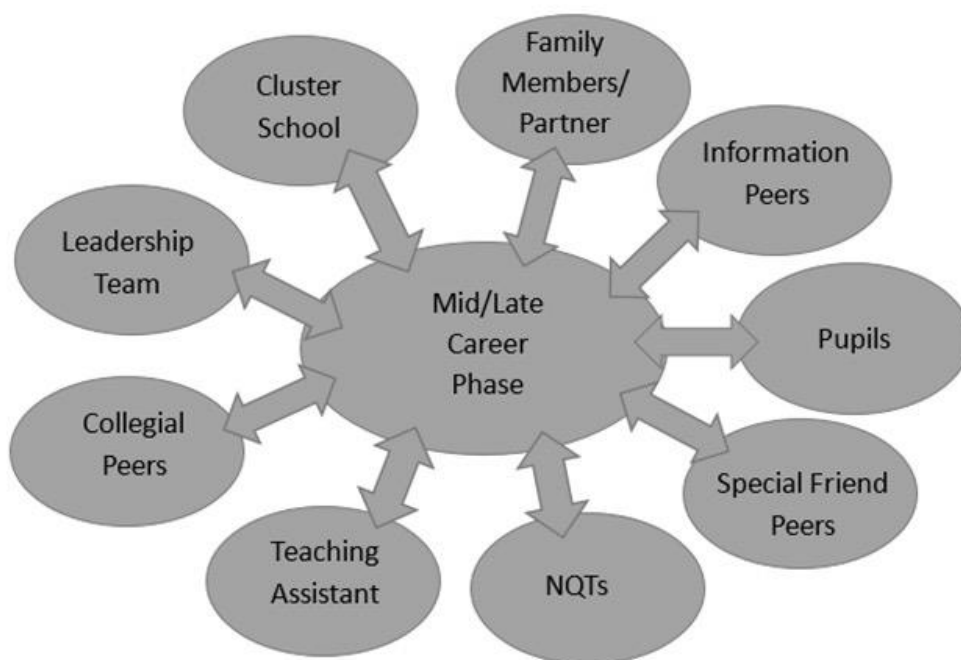 Cluster
School
Family
Members/
Partner
Information
Peers
Leadership
Team
Mid/Late
Career
Phase
Pupils
Collegial
Peers
Special Friend
Peers
Teaching
Assistant
NQTs